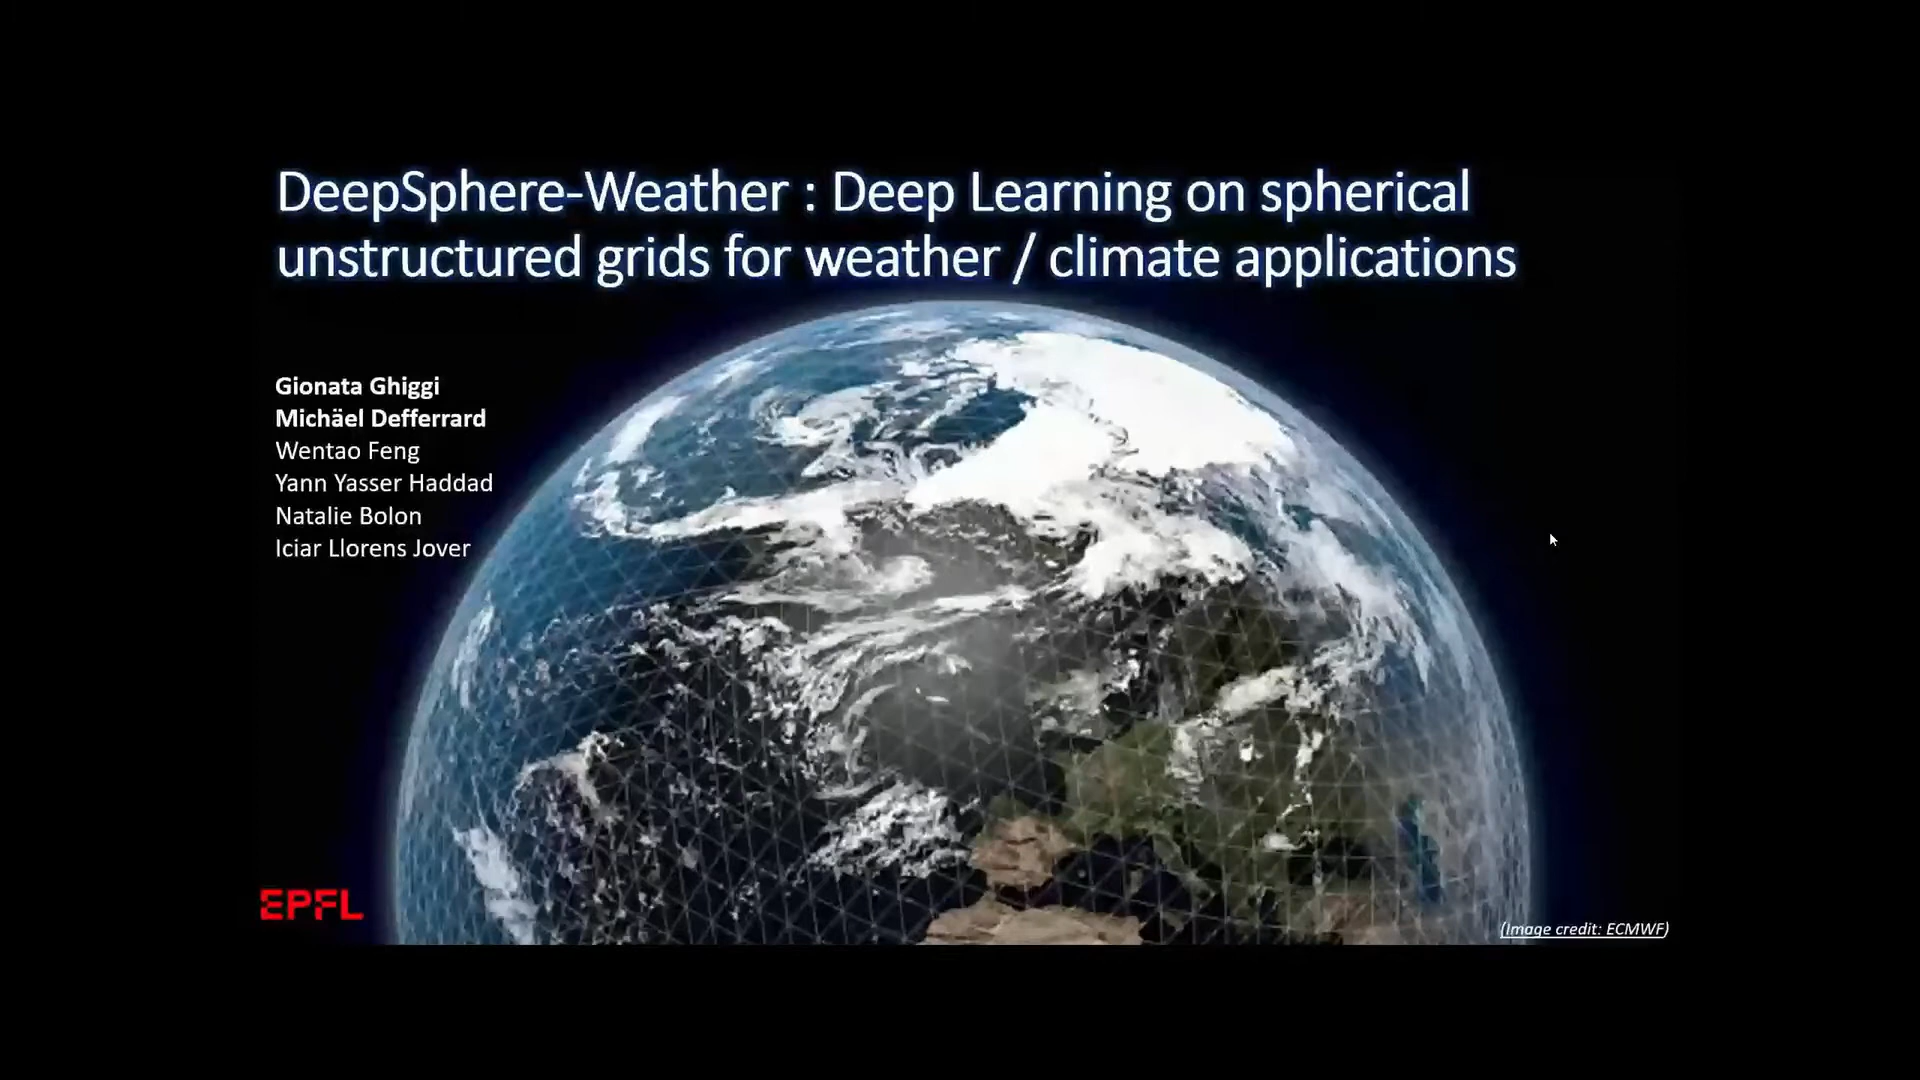 DeepSphere-Weather : Deep Learning on spherical
unstructured grids for weather / climate applications
Gionata Ghiggi
Michäel Defferrard
Wentao Feng
Yann Yasser Haddad
Natalie Bolon
Iciar Llorens Jover
EPFL
(Image credit: ECMWF)